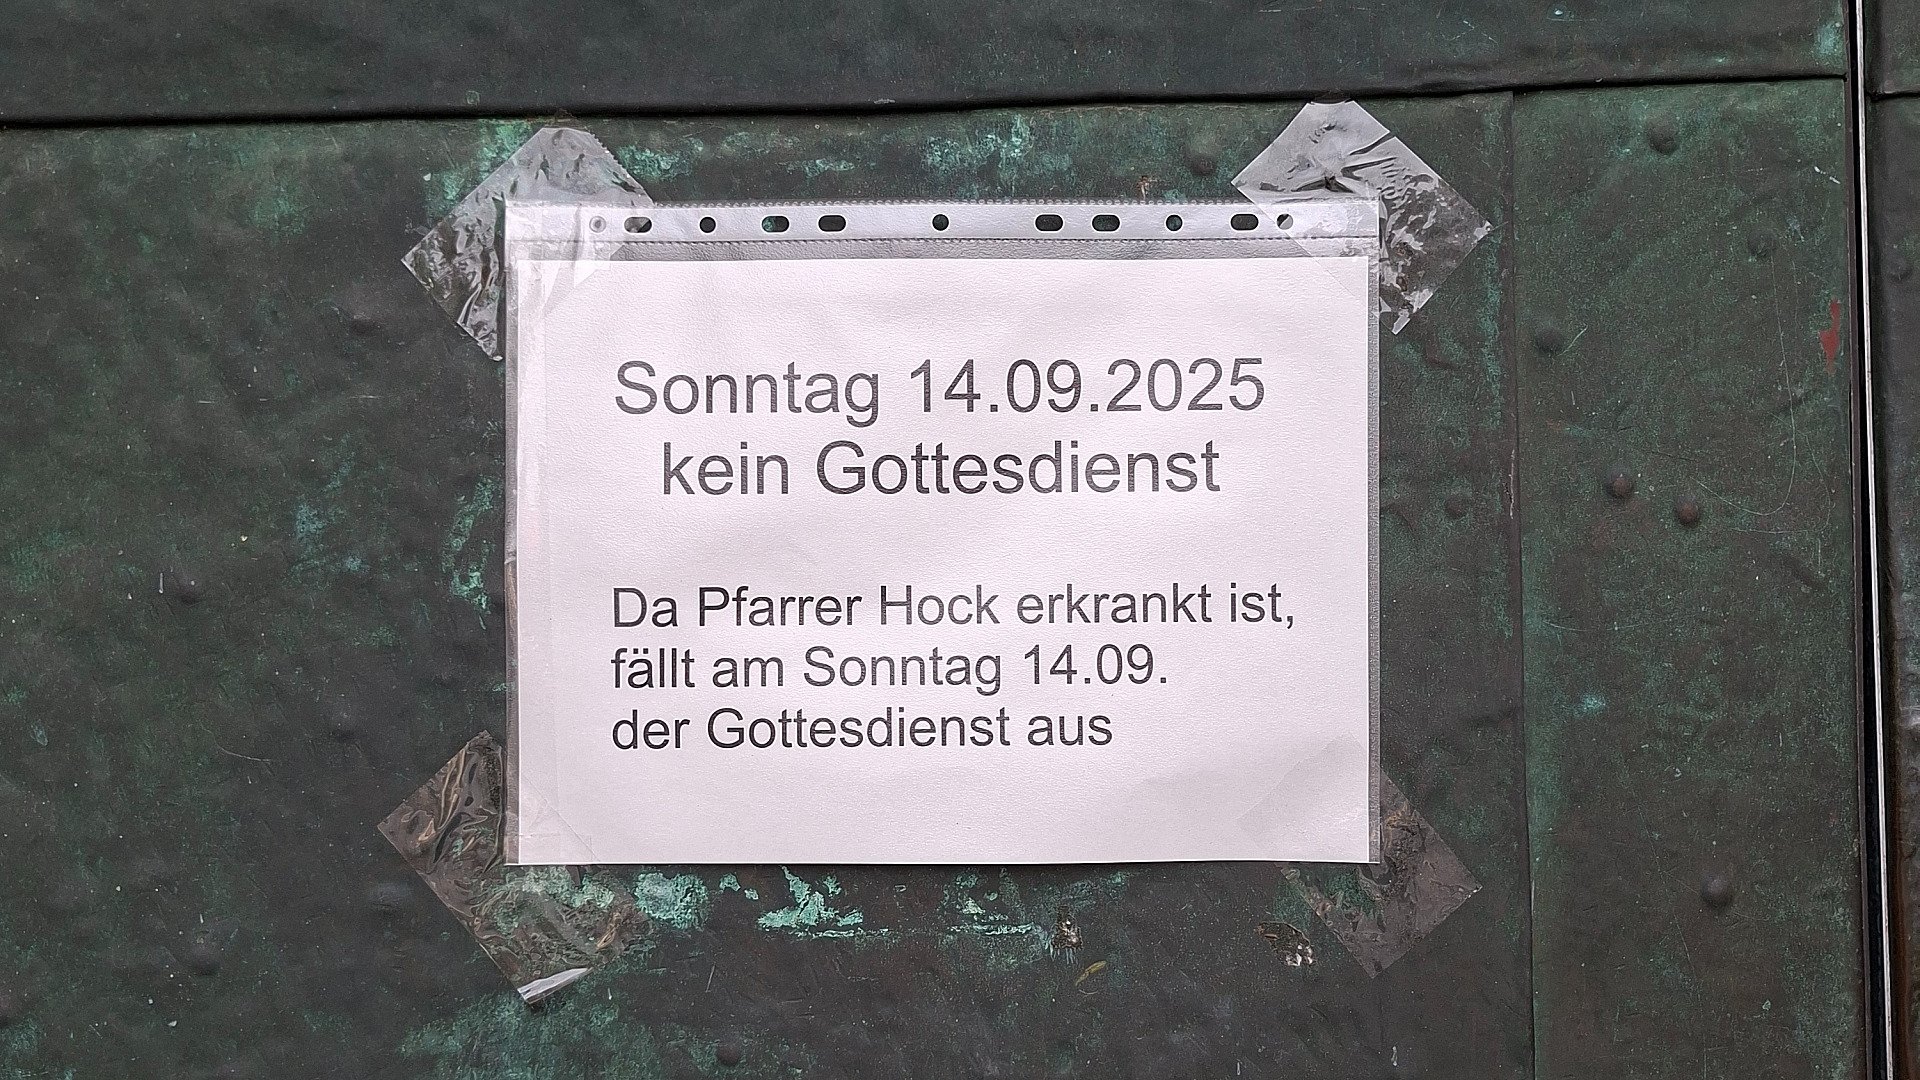 Sonntag 14.09.2025
kein Gottesdienst
Da Pfarrer Hock erkrankt ist,
fällt am Sonntag 14.09.
der Gottesdienst aus